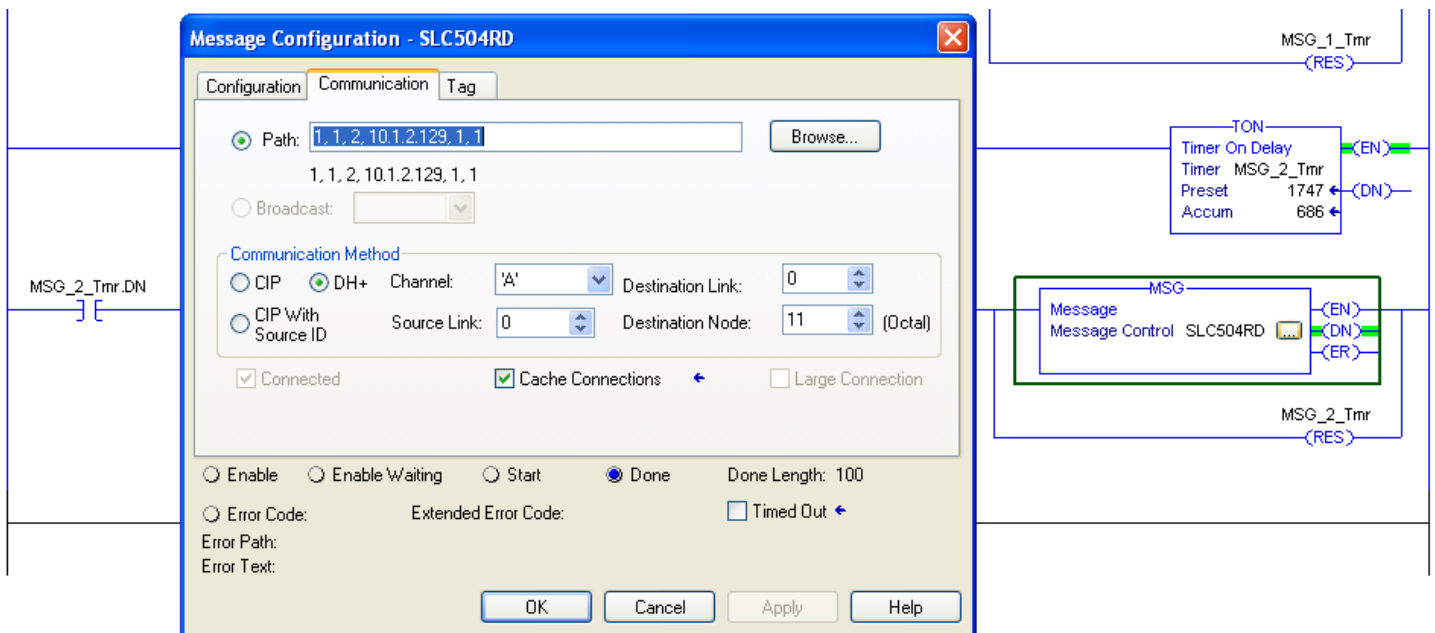 Message Configuration - SLC504RD
Configuration Communication Tag
Path: 1, 1, 2, 10.1.2.129, 1, 1 Browse...
1, 1, 2, 10.1.2.129, 1, 1
Broadcast:
Communication Method
CIP DH+ Channel: 'A' Destination Link: 0
CIP With
Source ID
Source Link: 0 Destination Node: 11 (Octal)
Connected Cache Connections Large Connection
Enable Enable Waiting Start Done Done Length: 100
Error Code: Extended Error Code: Timed Out
Error Path:
Error Text:
OK Cancel Apply Help
MSG_2_Tmr.DN
MSG_1_Tmr
(RES)
TON
Timer On Delay (EN)
Timer MSG_2_Tmr
Preset 1747 (DN)
Accum 686
MSG
Message (EN)
Message Control SLC504RD ... (DN)
(ER)
MSG_2_Tmr
(RES)